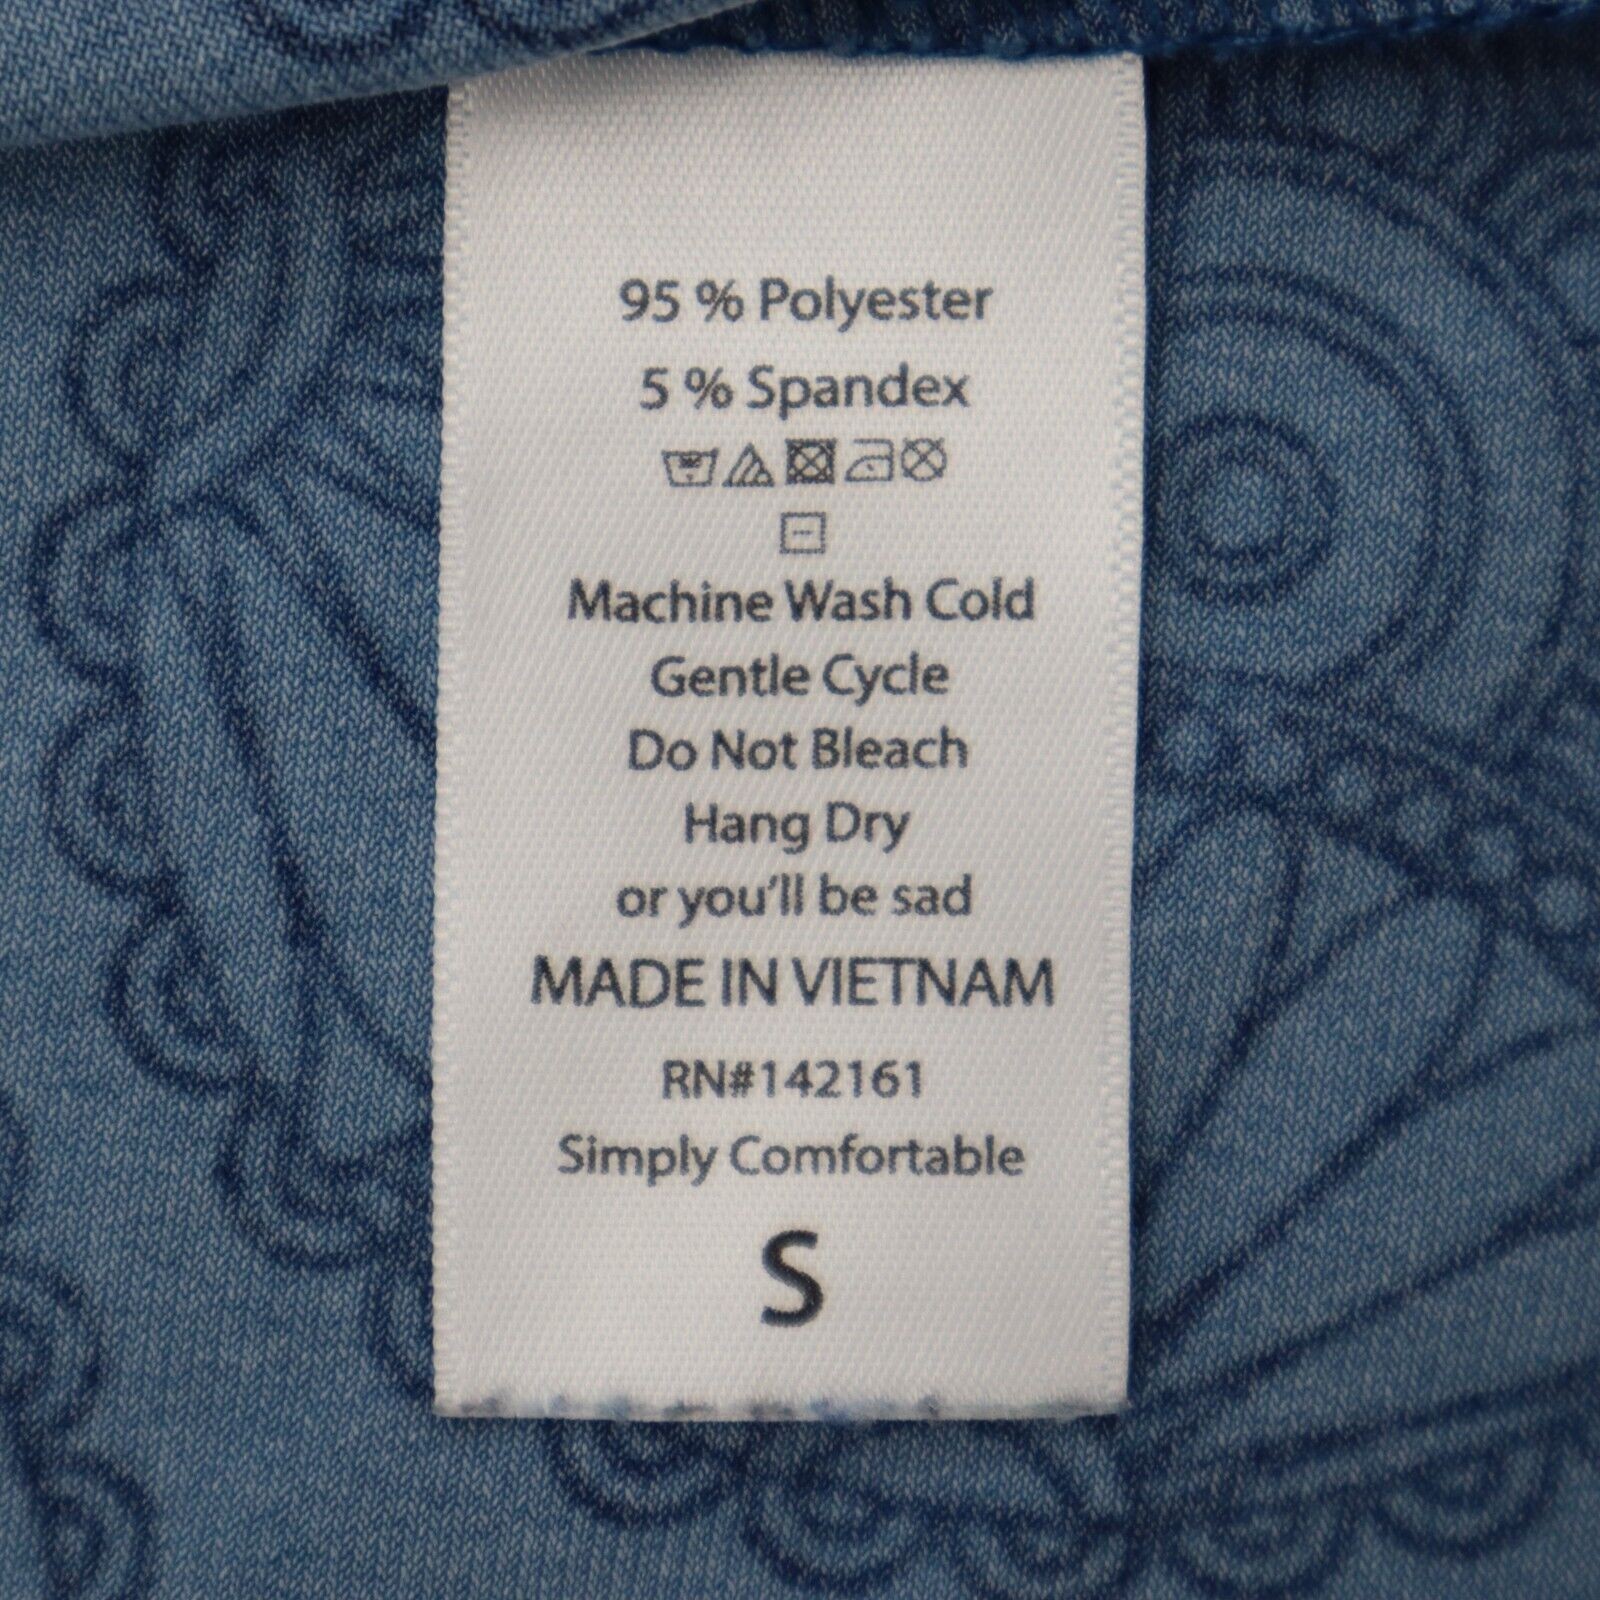 95 % Polyester
5 % Spandex
Machine Wash Cold
Gentle Cycle
Do Not Bleach
Hang Dry
or you'll be sad
MADE IN VIETNAM
RN#142161
Simply Comfortable
S